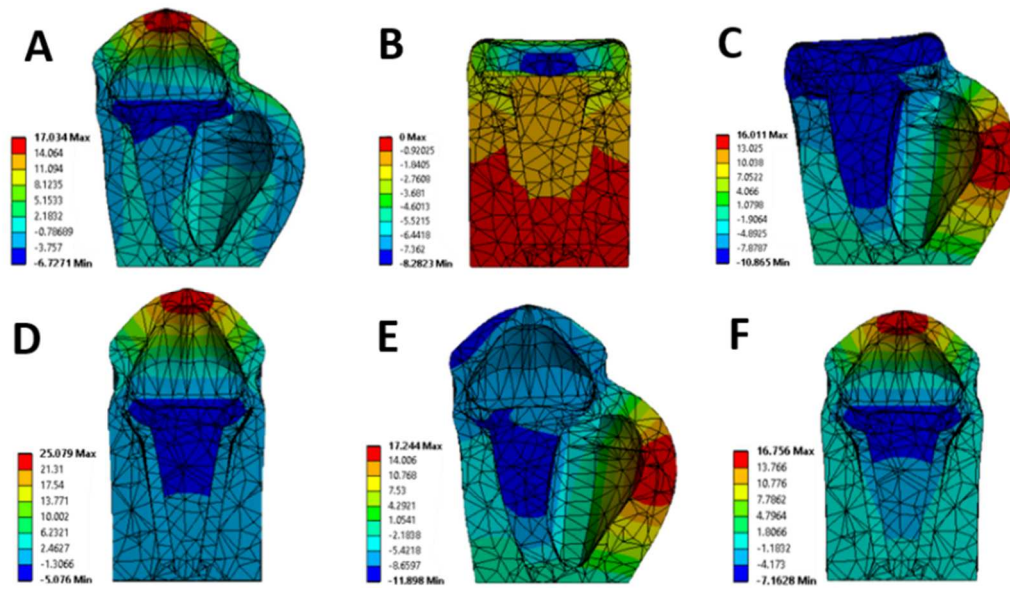 A
17.034 Max
14.064
11.094
8.1235
5.1533
2.1832
-0.78689
-3.757
-6.7271 Min
B
0 Max
-0.92025
-1.8405
-2.7608
-3.681
-4.6013
-5.5215
-6.4418
-7.362
-8.2823 Min
C
16.011 Max
13.025
10.038
7.0522
4.066
1.0798
-1.9064
-4.8925
-7.8787
-10.865 Min
D
25.079 Max
21.31
17.54
13.771
10.002
6.2321
2.4627
-1.3066
-5.076 Min
E
17.244 Max
14.006
10.768
7.53
4.2921
1.0541
-2.1838
-5.4218
-8.6597
-11.898 Min
F
16.756 Max
13.766
10.776
7.7862
4.7964
1.8066
-1.1832
-4.173
-7.1628 Min